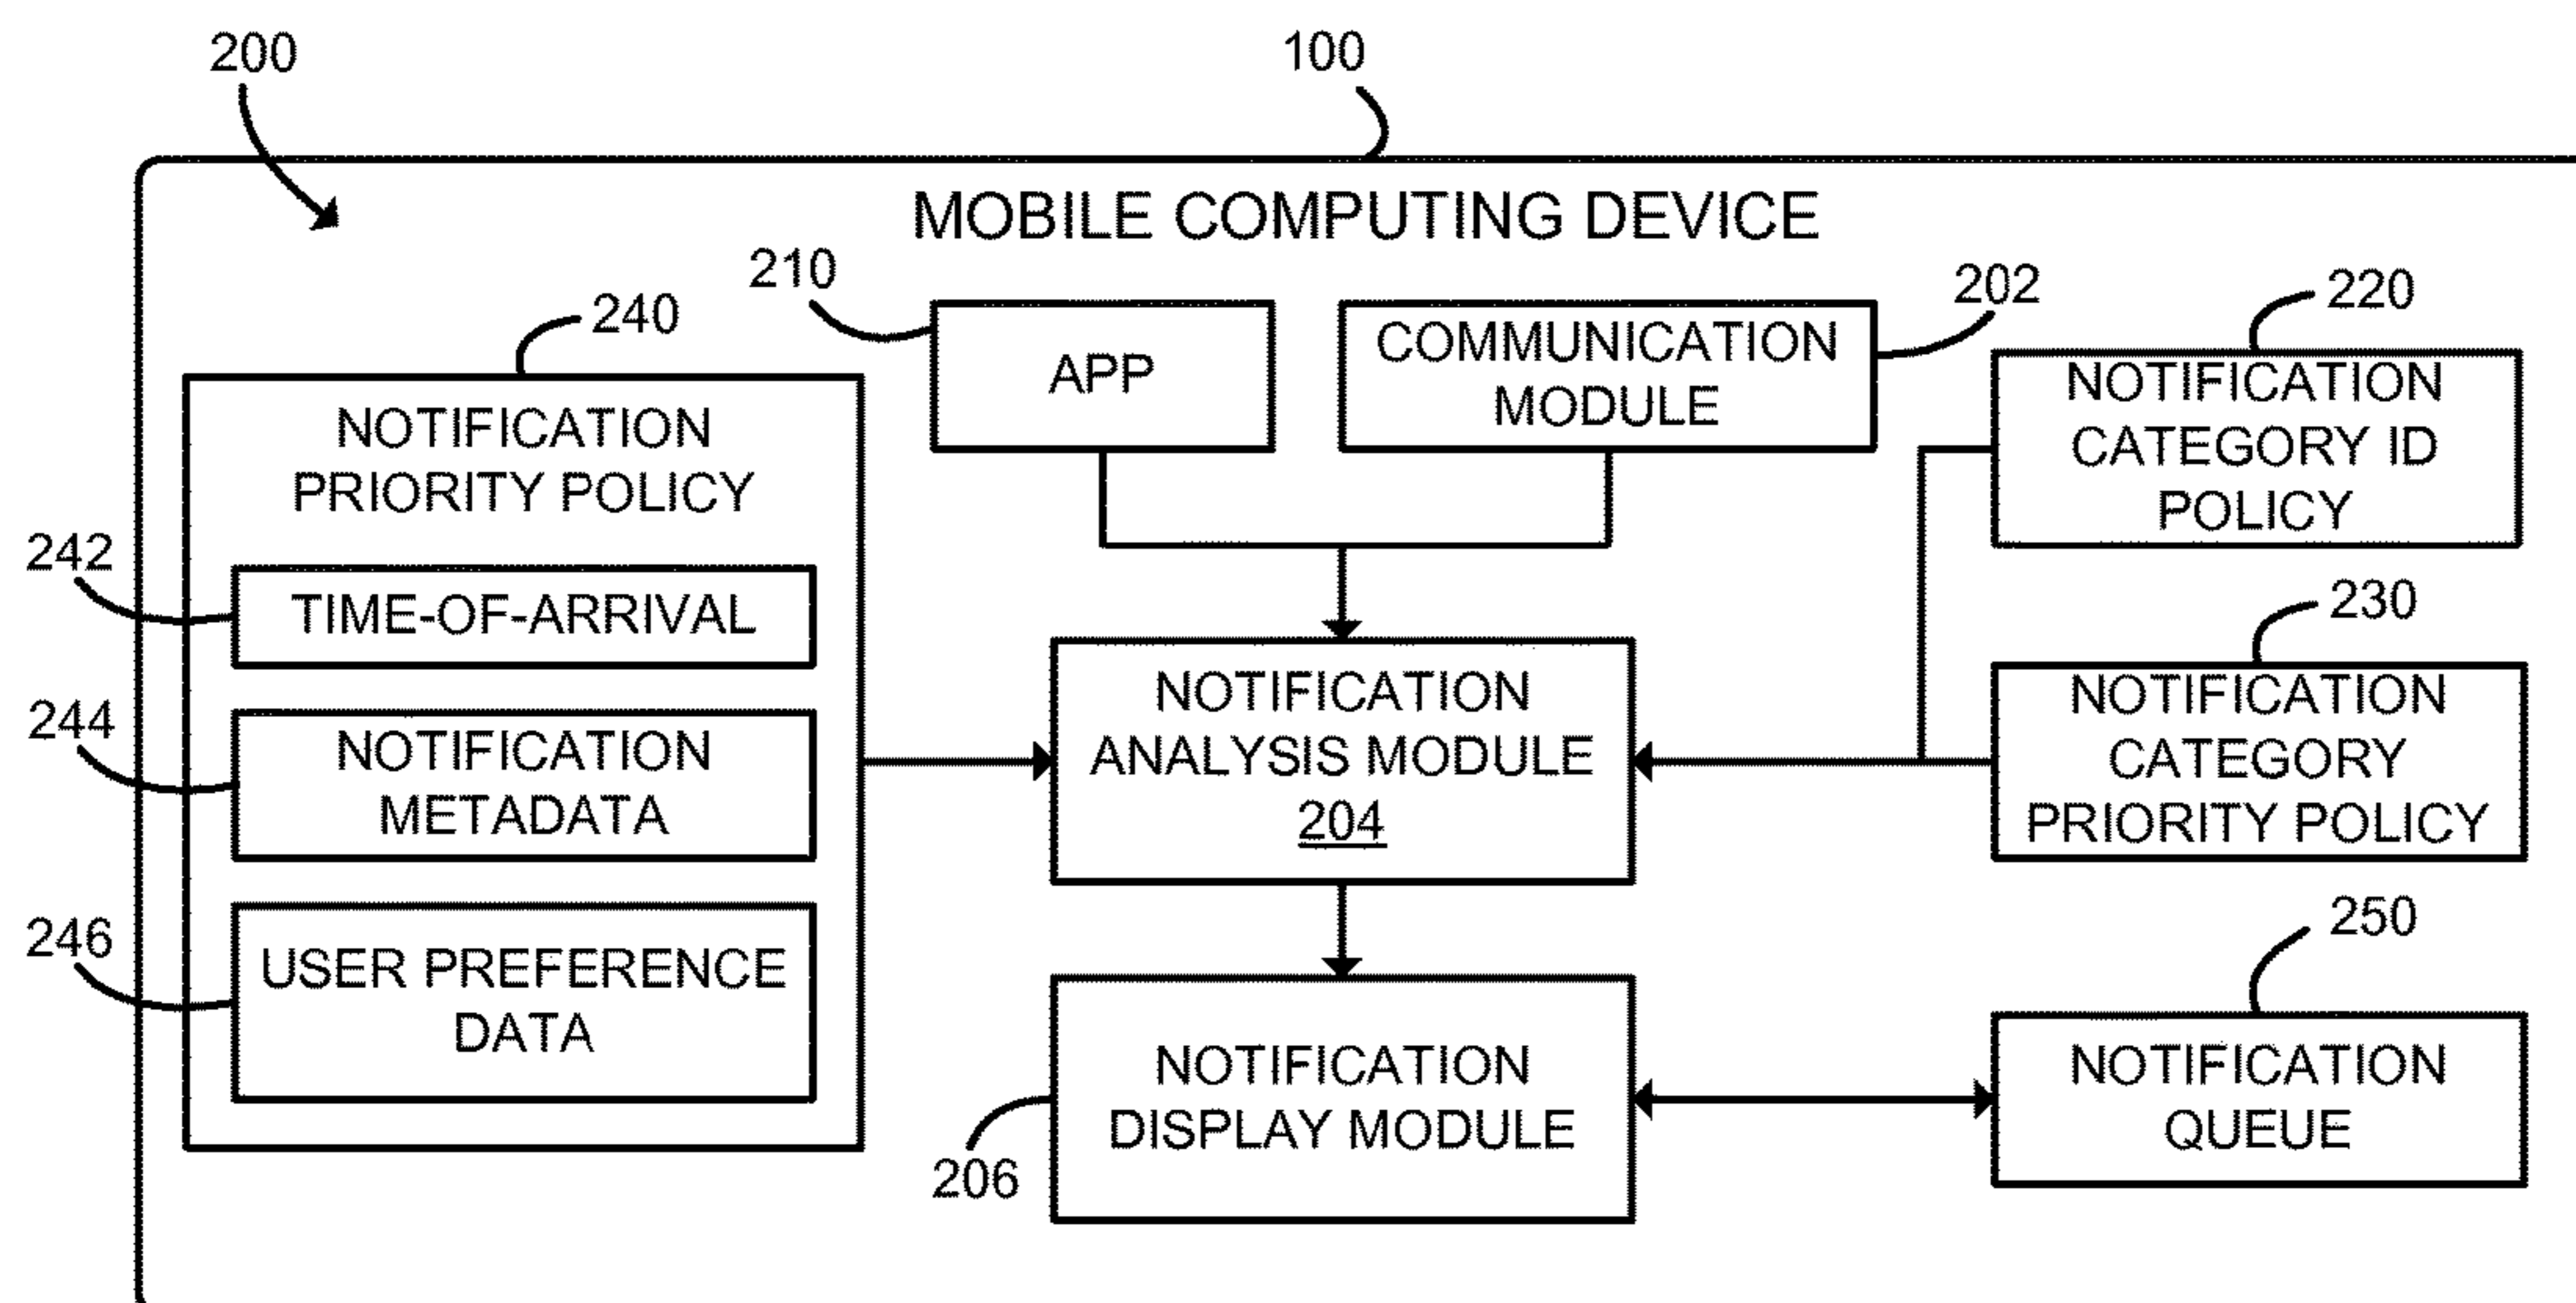 200
100
MOBILE COMPUTING DEVICE
210
202
220
240
APP
COMMUNICATION
MODULE
NOTIFICATION
CATEGORY ID
POLICY
NOTIFICATION
PRIORITY POLICY
242
TIME-OF-ARRIVAL
230
244
NOTIFICATION
METADATA
NOTIFICATION
ANALYSIS MODULE
204
NOTIFICATION
CATEGORY
PRIORITY POLICY
246
USER PREFERENCE
DATA
250
NOTIFICATION
DISPLAY MODULE
206
NOTIFICATION
QUEUE